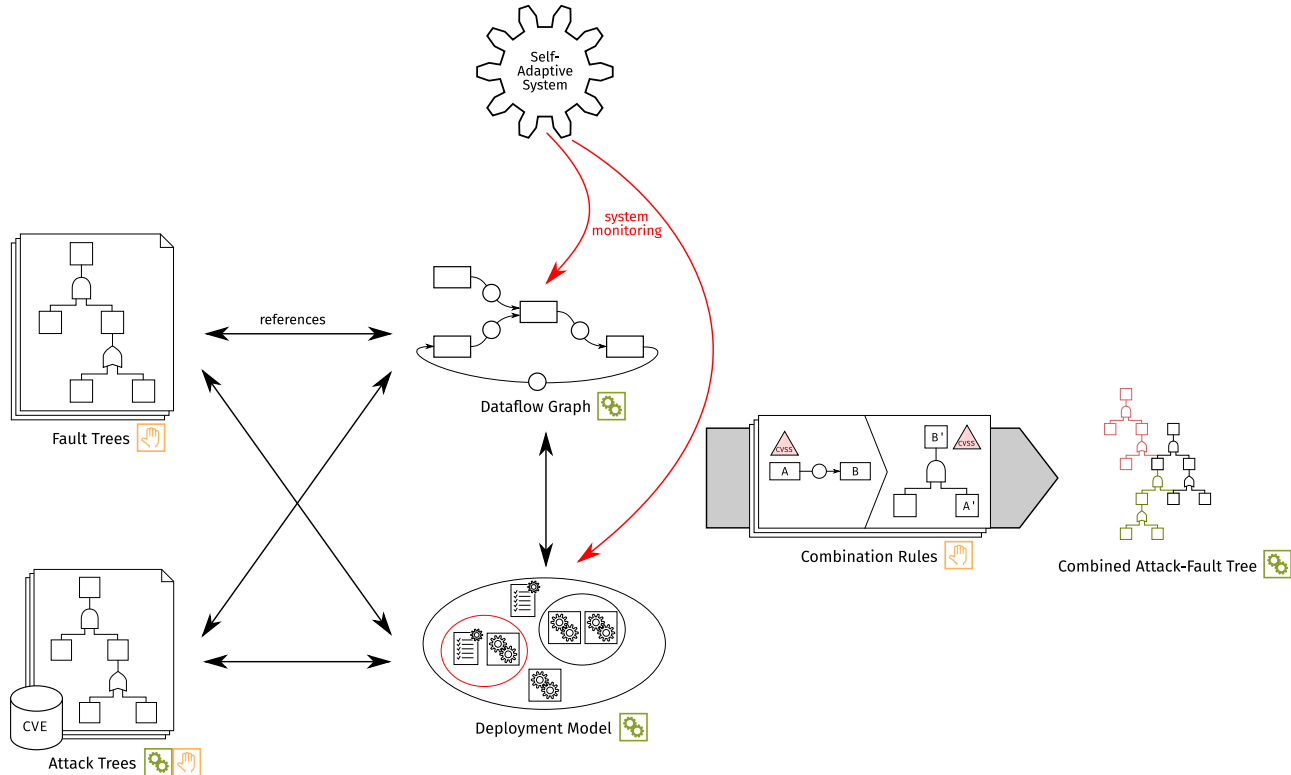 Self-
Adaptive
System
system
monitoring
references
Dataflow Graph
Fault Trees
CVSS
A
B
B'
CVSS
A'
Combination Rules
Combined Attack-Fault Tree
CVE
Attack Trees
Deployment Model